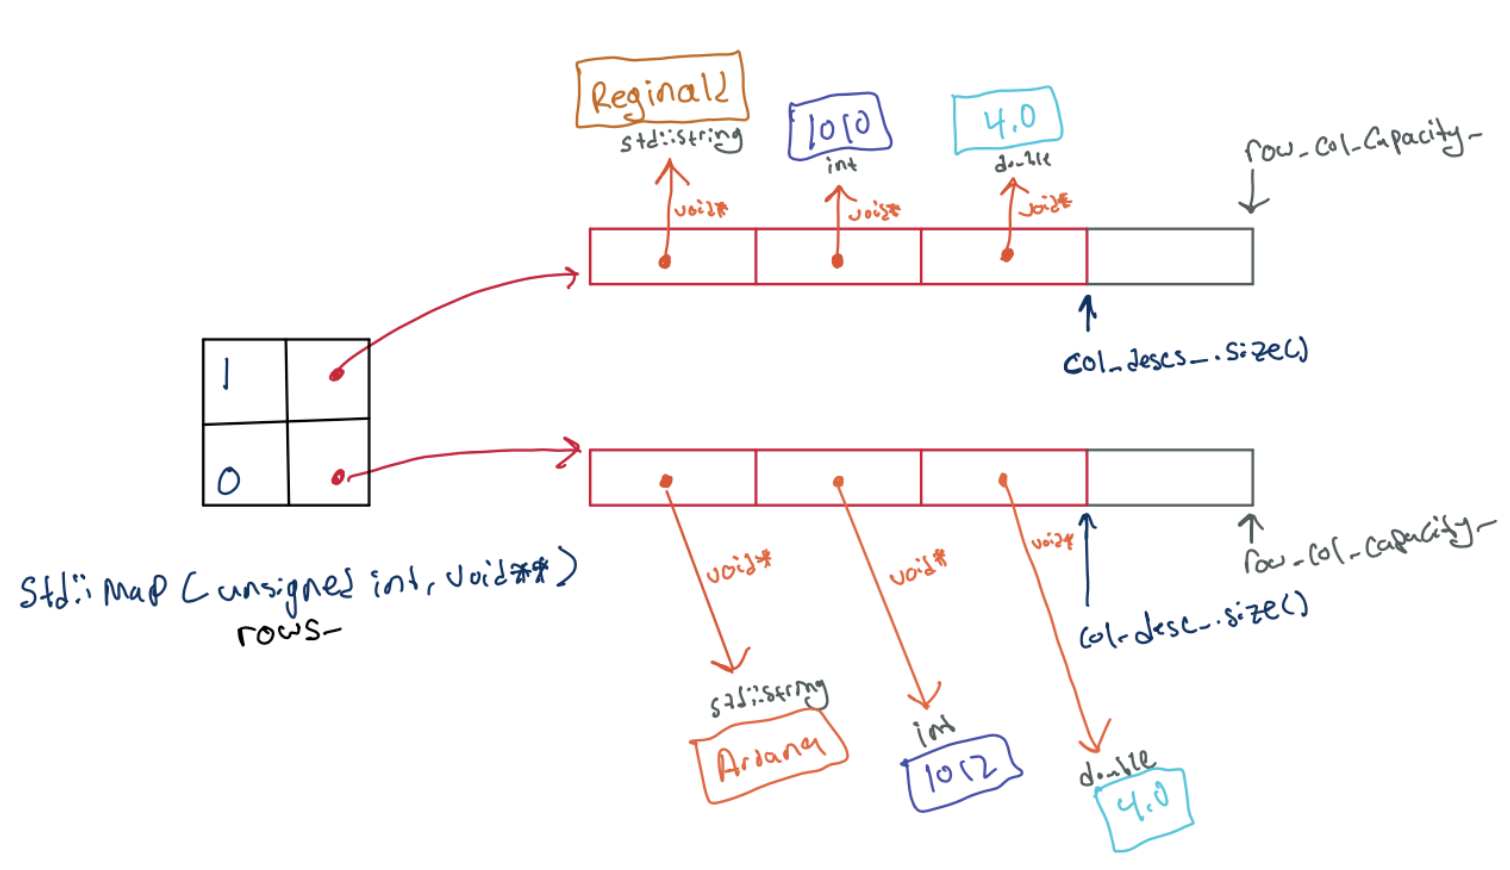 Reginald
std::string
1010
int
4.0
double
row_col_capacity_
void*
void*
void*
col_descs_.size()
1
0
std::map (unsigned int, void**)
rows_
void*
void*
void*
row_col_capacity_
col_desc_.size()
std::string
int
1012
double
4.0